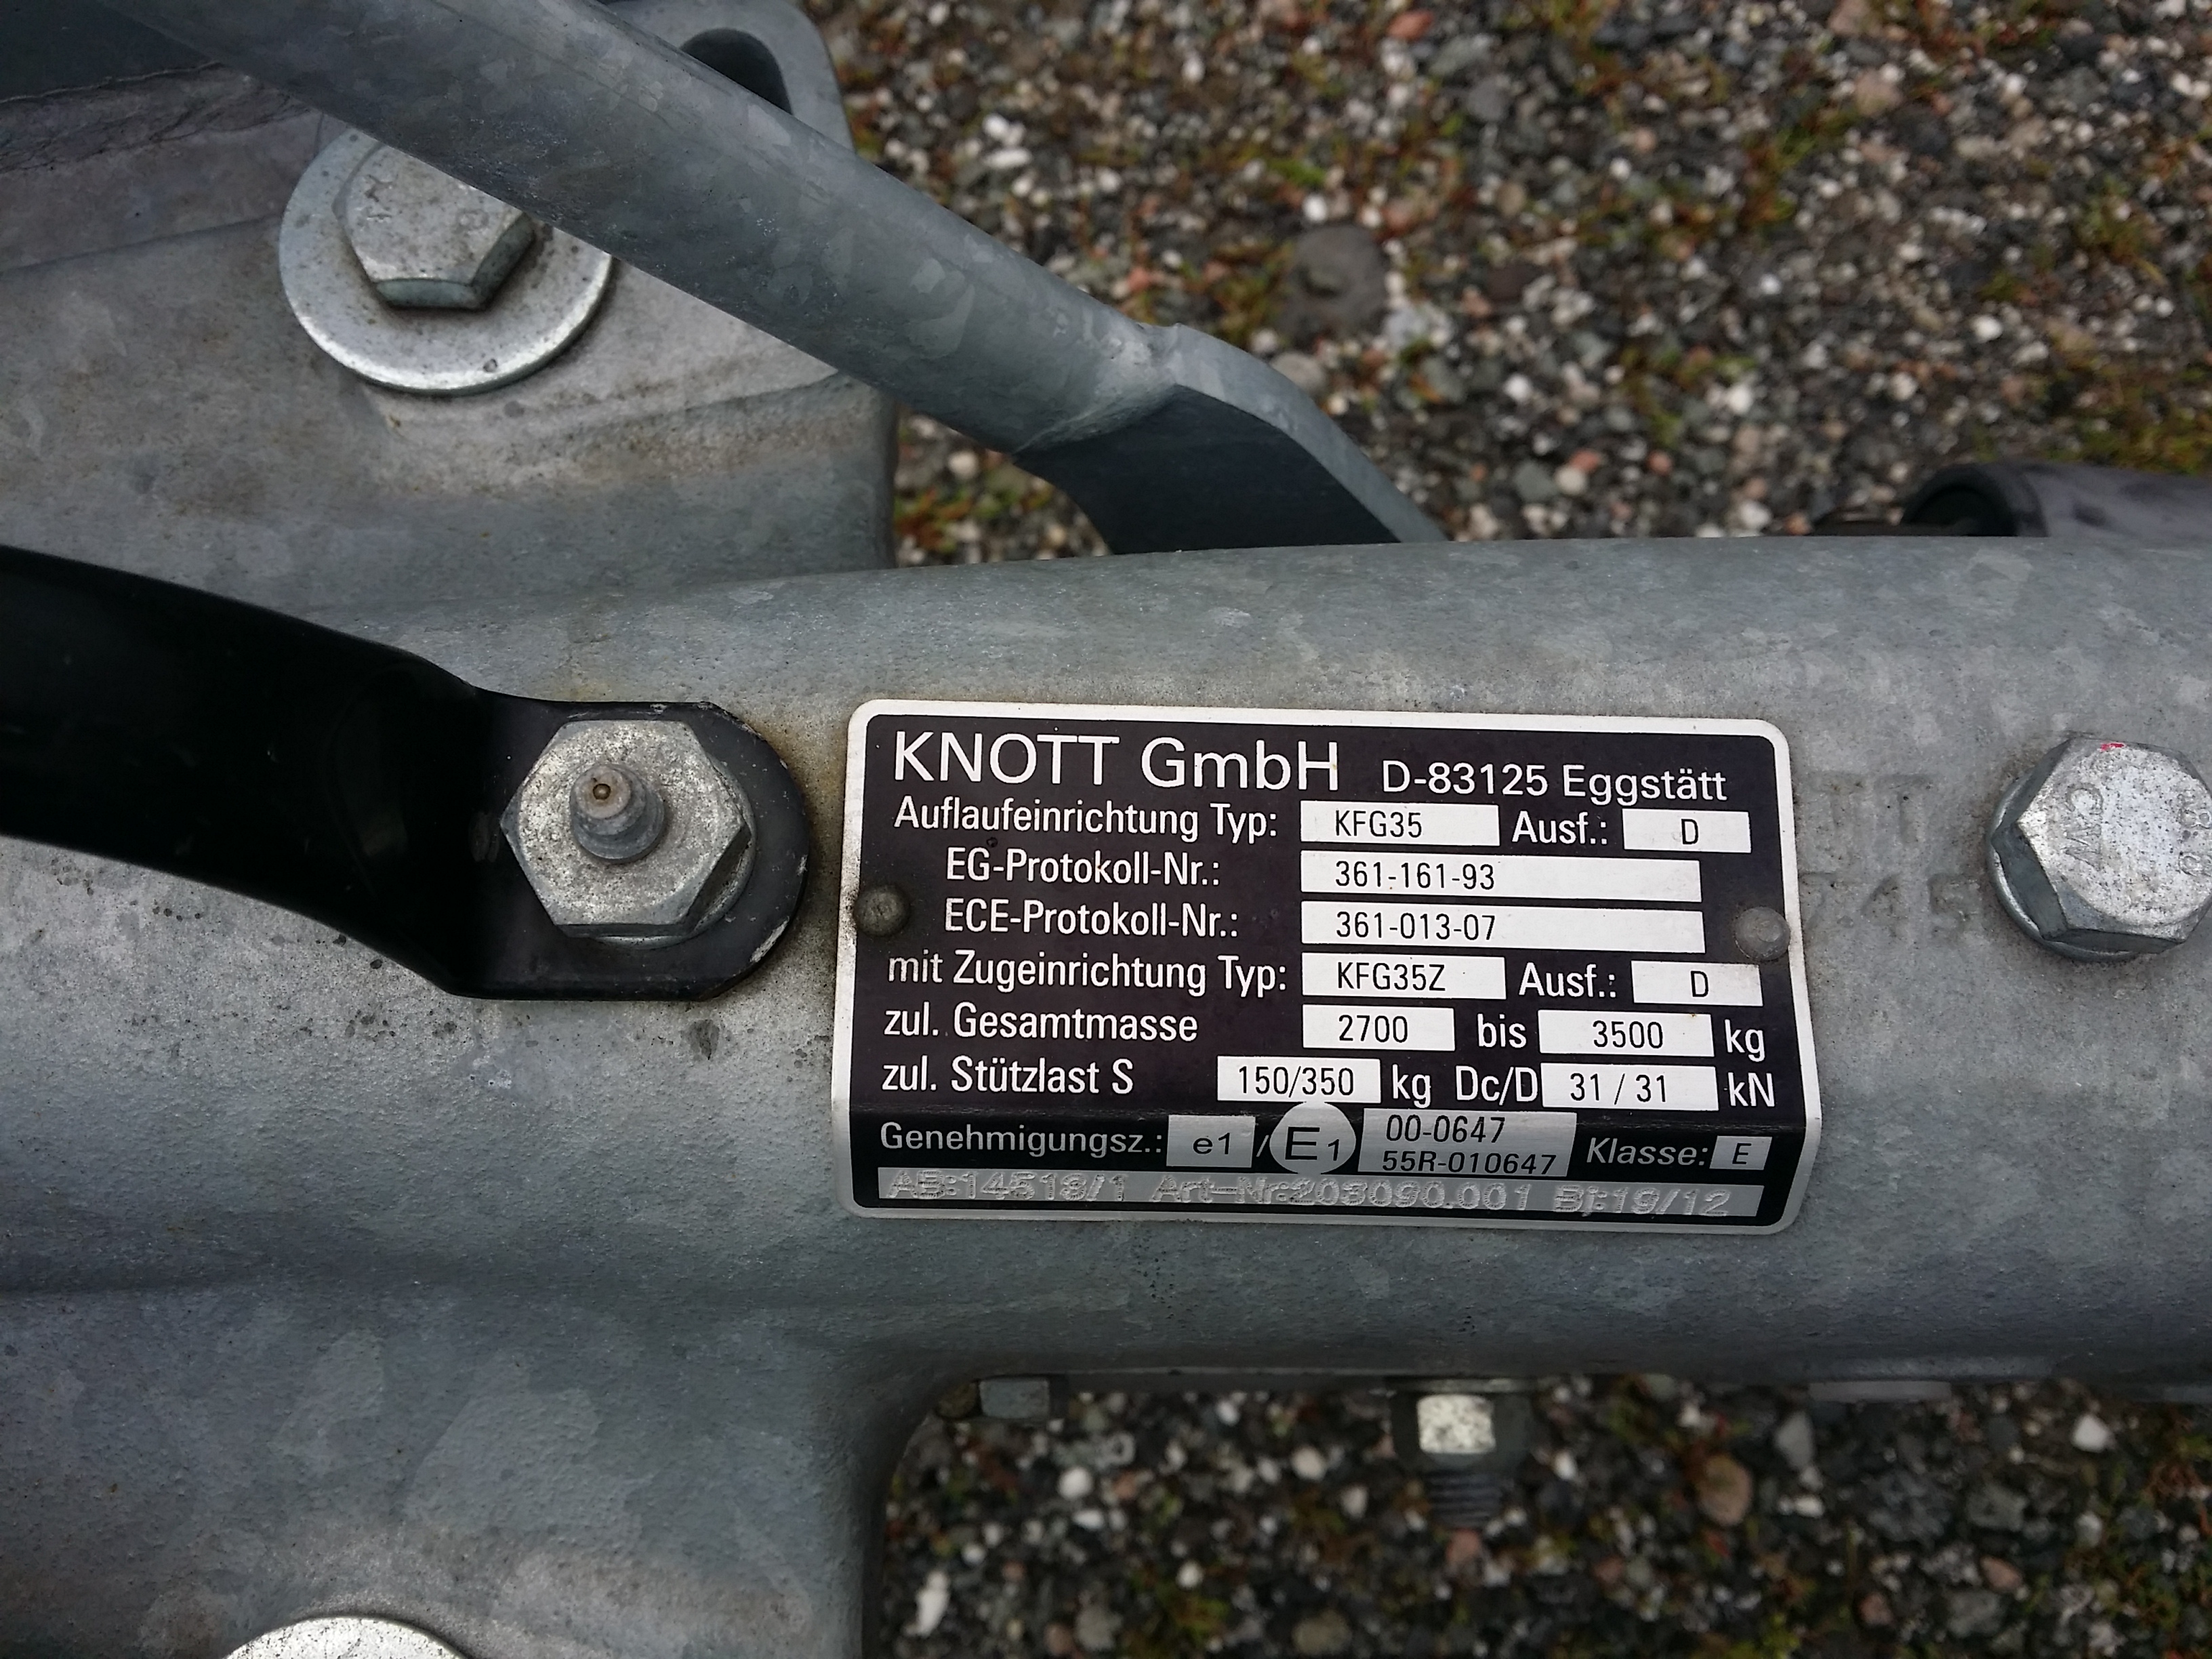 KNOTT GmbH D-83125 Eggstätt
Auflaufeinrichtung Typ: KFG35 Ausf.: D
EG-Protokoll-Nr.: 361-161-93
ECE-Protokoll-Nr.: 361-013-07
mit Zugeinrichtung Typ: KFG35Z Ausf.: D
zul. Gesamtmasse 2700 bis 3500 kg
zul. Stützlast S 150/350 kg Dc/D 31 / 31 kN
Genehmigungsz.: e1 / E1 00-0647 Klasse: E
55R-010647
AB:14513/1 Art-Nr:203090.001 Bj:19/12